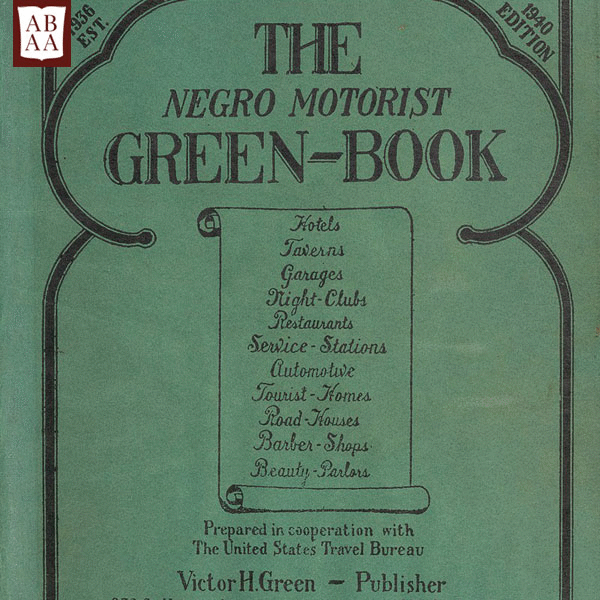 AB
AA
1936
EST.
1940
EDITION
THE
NEGRO MOTORIST
GREEN-BOOK
Hotels
Taverns
Garages
Night-Clubs
Restaurants
Service-Stations
Automotive
Tourist-Homes
Road-Houses
Barber-Shops
Beauty-Parlors
Prepared in cooperation with
The United States Travel Bureau
Victor H. Green — Publisher